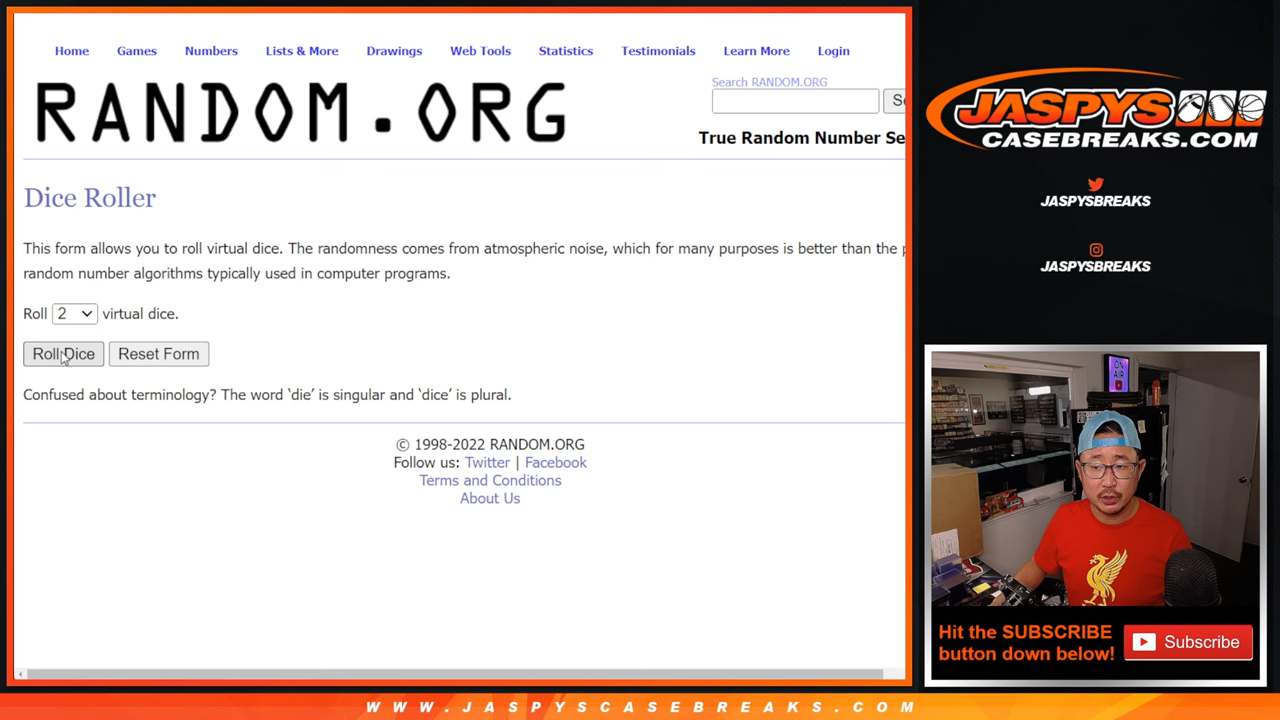 Home Games Numbers Lists & More Drawings Web Tools Statistics Testimonials Learn More Login
RANDOM.ORG
Search RANDOM.ORG
True Random Number Se
Dice Roller
This form allows you to roll virtual dice. The randomness comes from atmospheric noise, which for many purposes is better than the p
random number algorithms typically used in computer programs.
Roll 2 virtual dice.
Roll Dice Reset Form
Confused about terminology? The word ‘die’ is singular and ‘dice’ is plural.
© 1998-2022 RANDOM.ORG
Follow us: Twitter | Facebook
Terms and Conditions
About Us
JASPYS
CASEBREAKS.COM
JASPYSBREAKS
JASPYSBREAKS
ON
AIR
Hit the SUBSCRIBE
button down below!
Subscribe
WWW.JASPYSCASEBREAKS.COM